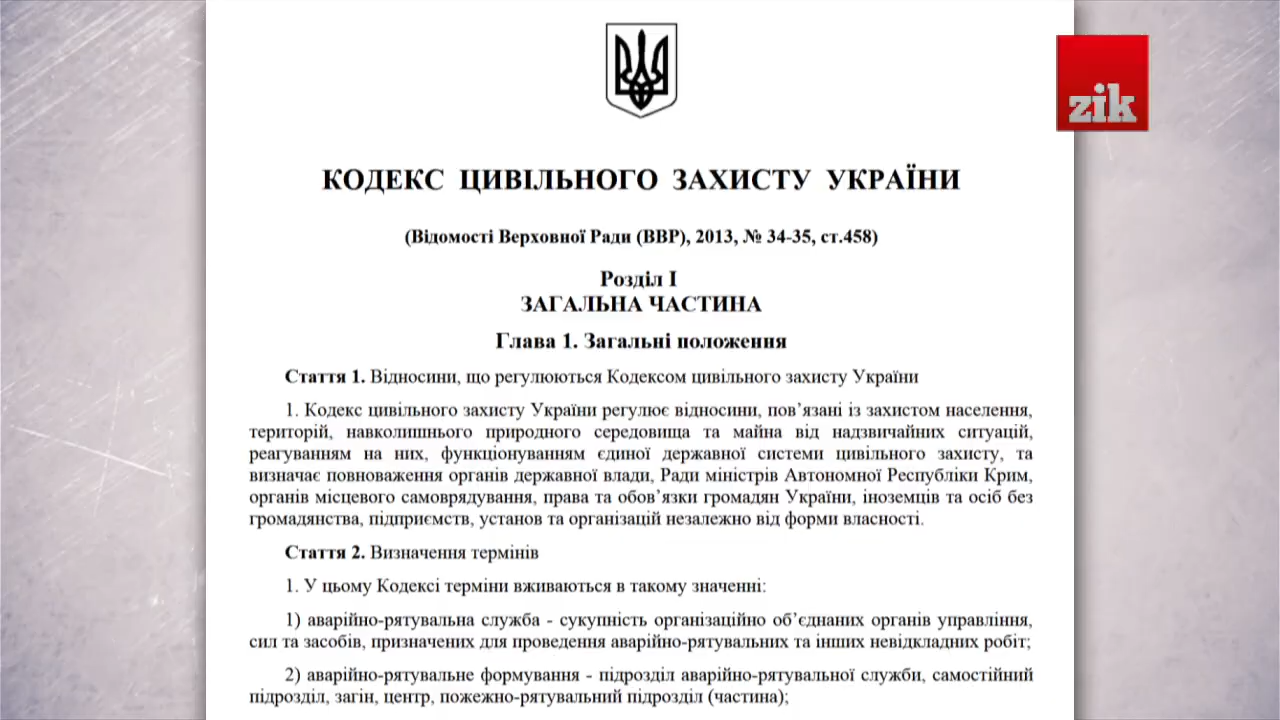 zik
КОДЕКС ЦИВІЛЬНОГО ЗАХИСТУ УКРАЇНИ
(Відомості Верховної Ради (ВВР), 2013, № 34-35, ст.458)
Розділ I
ЗАГАЛЬНА ЧАСТИНА
Глава 1. Загальні положення
Стаття 1. Відносини, що регулюються Кодексом цивільного захисту України
1. Кодекс цивільного захисту України регулює відносини, пов’язані із захистом населення,
територій, навколишнього природного середовища та майна від надзвичайних ситуацій,
реагуванням на них, функціонуванням єдиної державної системи цивільного захисту, та
визначає повноваження органів державної влади, Ради міністрів Автономної Республіки Крим,
органів місцевого самоврядування, права та обов’язки громадян України, іноземців та осіб без
громадянства, підприємств, установ та організацій незалежно від форми власності.
Стаття 2. Визначення термінів
1. У цьому Кодексі терміни вживаються в такому значенні:
1) аварійно-рятувальна служба - сукупність організаційно об’єднаних органів управління,
сил та засобів, призначених для проведення аварійно-рятувальних та інших невідкладних робіт;
2) аварійно-рятувальне формування - підрозділ аварійно-рятувальної служби, самостійний
підрозділ, загін, центр, пожежно-рятувальний підрозділ (частина);